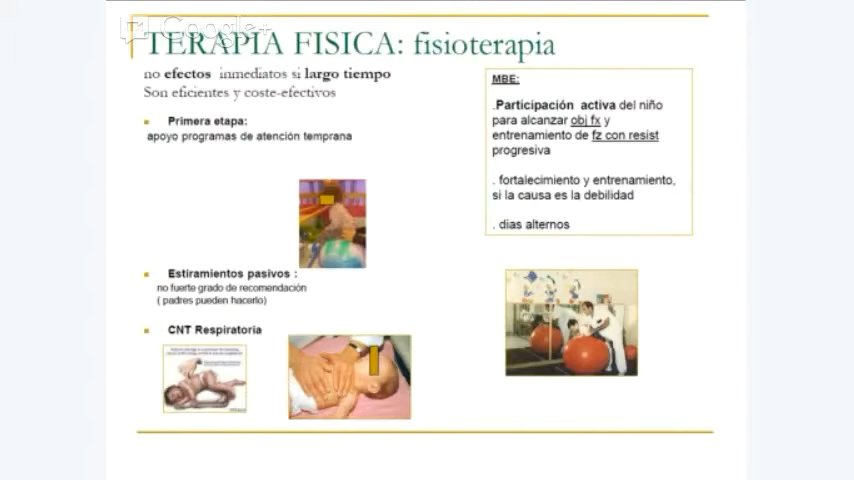 Google+
TERAPIA FISICA: fisioterapia
no efectos inmediatos si largo tiempo
Son eficientes y coste-efectivos
Primera etapa:
apoyo programas de atención temprana
Estiramientos pasivos :
no fuerte grado de recomendación
( padres pueden hacerlo)
CNT Respiratoria
MBE:
.Participación activa del niño
para alcanzar obj fx y
entrenamiento de fz con resist
progresiva
. fortalecimiento y entrenamiento,
si la causa es la debilidad
. dias alternos